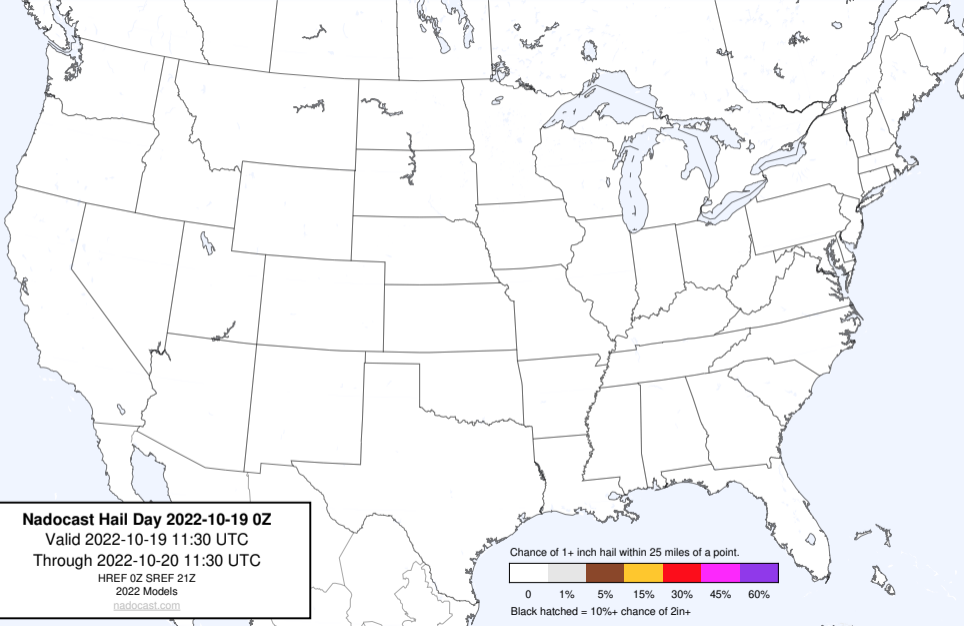 Nadocast Hail Day 2022-10-19 0Z
Valid 2022-10-19 11:30 UTC
Through 2022-10-20 11:30 UTC
HREF 0Z SREF 21Z
2022 Models
nadocast.com
Chance of 1+ inch hail within 25 miles of a point.
0 1% 5% 15% 30% 45% 60%
Black hatched = 10%+ chance of 2in+